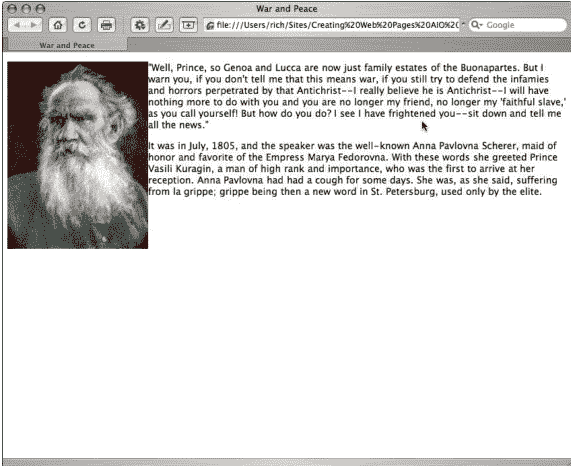 War and Peace
file:///Users/rich/Sites/Creating%20Web%20Pages%20AIO%20(
Google
War and Peace
"Well, Prince, so Genoa and Lucca are now just family estates of the Buonapartes. But I
warn you, if you don't tell me that this means war, if you still try to defend the infamies
and horrors perpetrated by that Antichrist--I really believe he is Antichrist--I will have
nothing more to do with you and you are no longer my friend, no longer my 'faithful slave,'
as you call yourself! But how do you do? I see I have frightened you--sit down and tell me
all the news."
It was in July, 1805, and the speaker was the well-known Anna Pavlovna Scherer, maid of
honor and favorite of the Empress Marya Fedorovna. With these words she greeted Prince
Vasili Kuragin, a man of high rank and importance, who was the first to arrive at her
reception. Anna Pavlovna had had a cough for some days. She was, as she said, suffering
from la grippe; grippe being then a new word in St. Petersburg, used only by the elite.